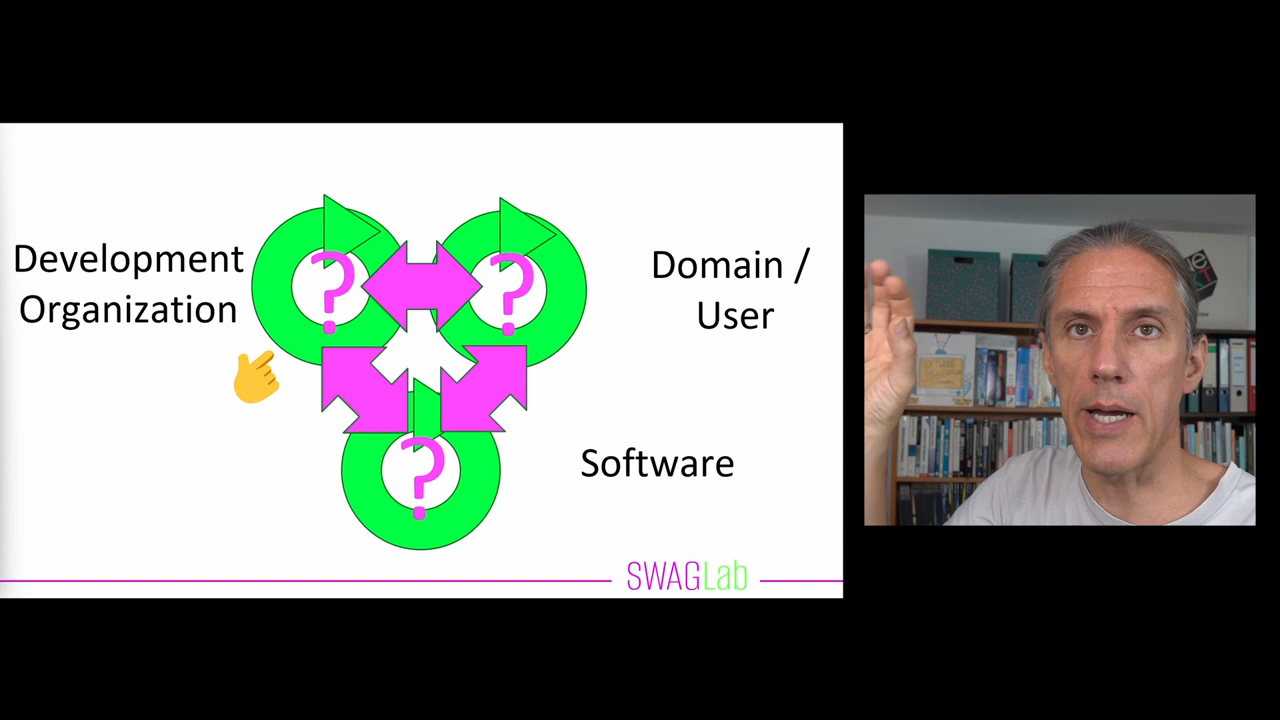 Development
Organization
?
?
Domain /
User
?
Software
SWAGLab